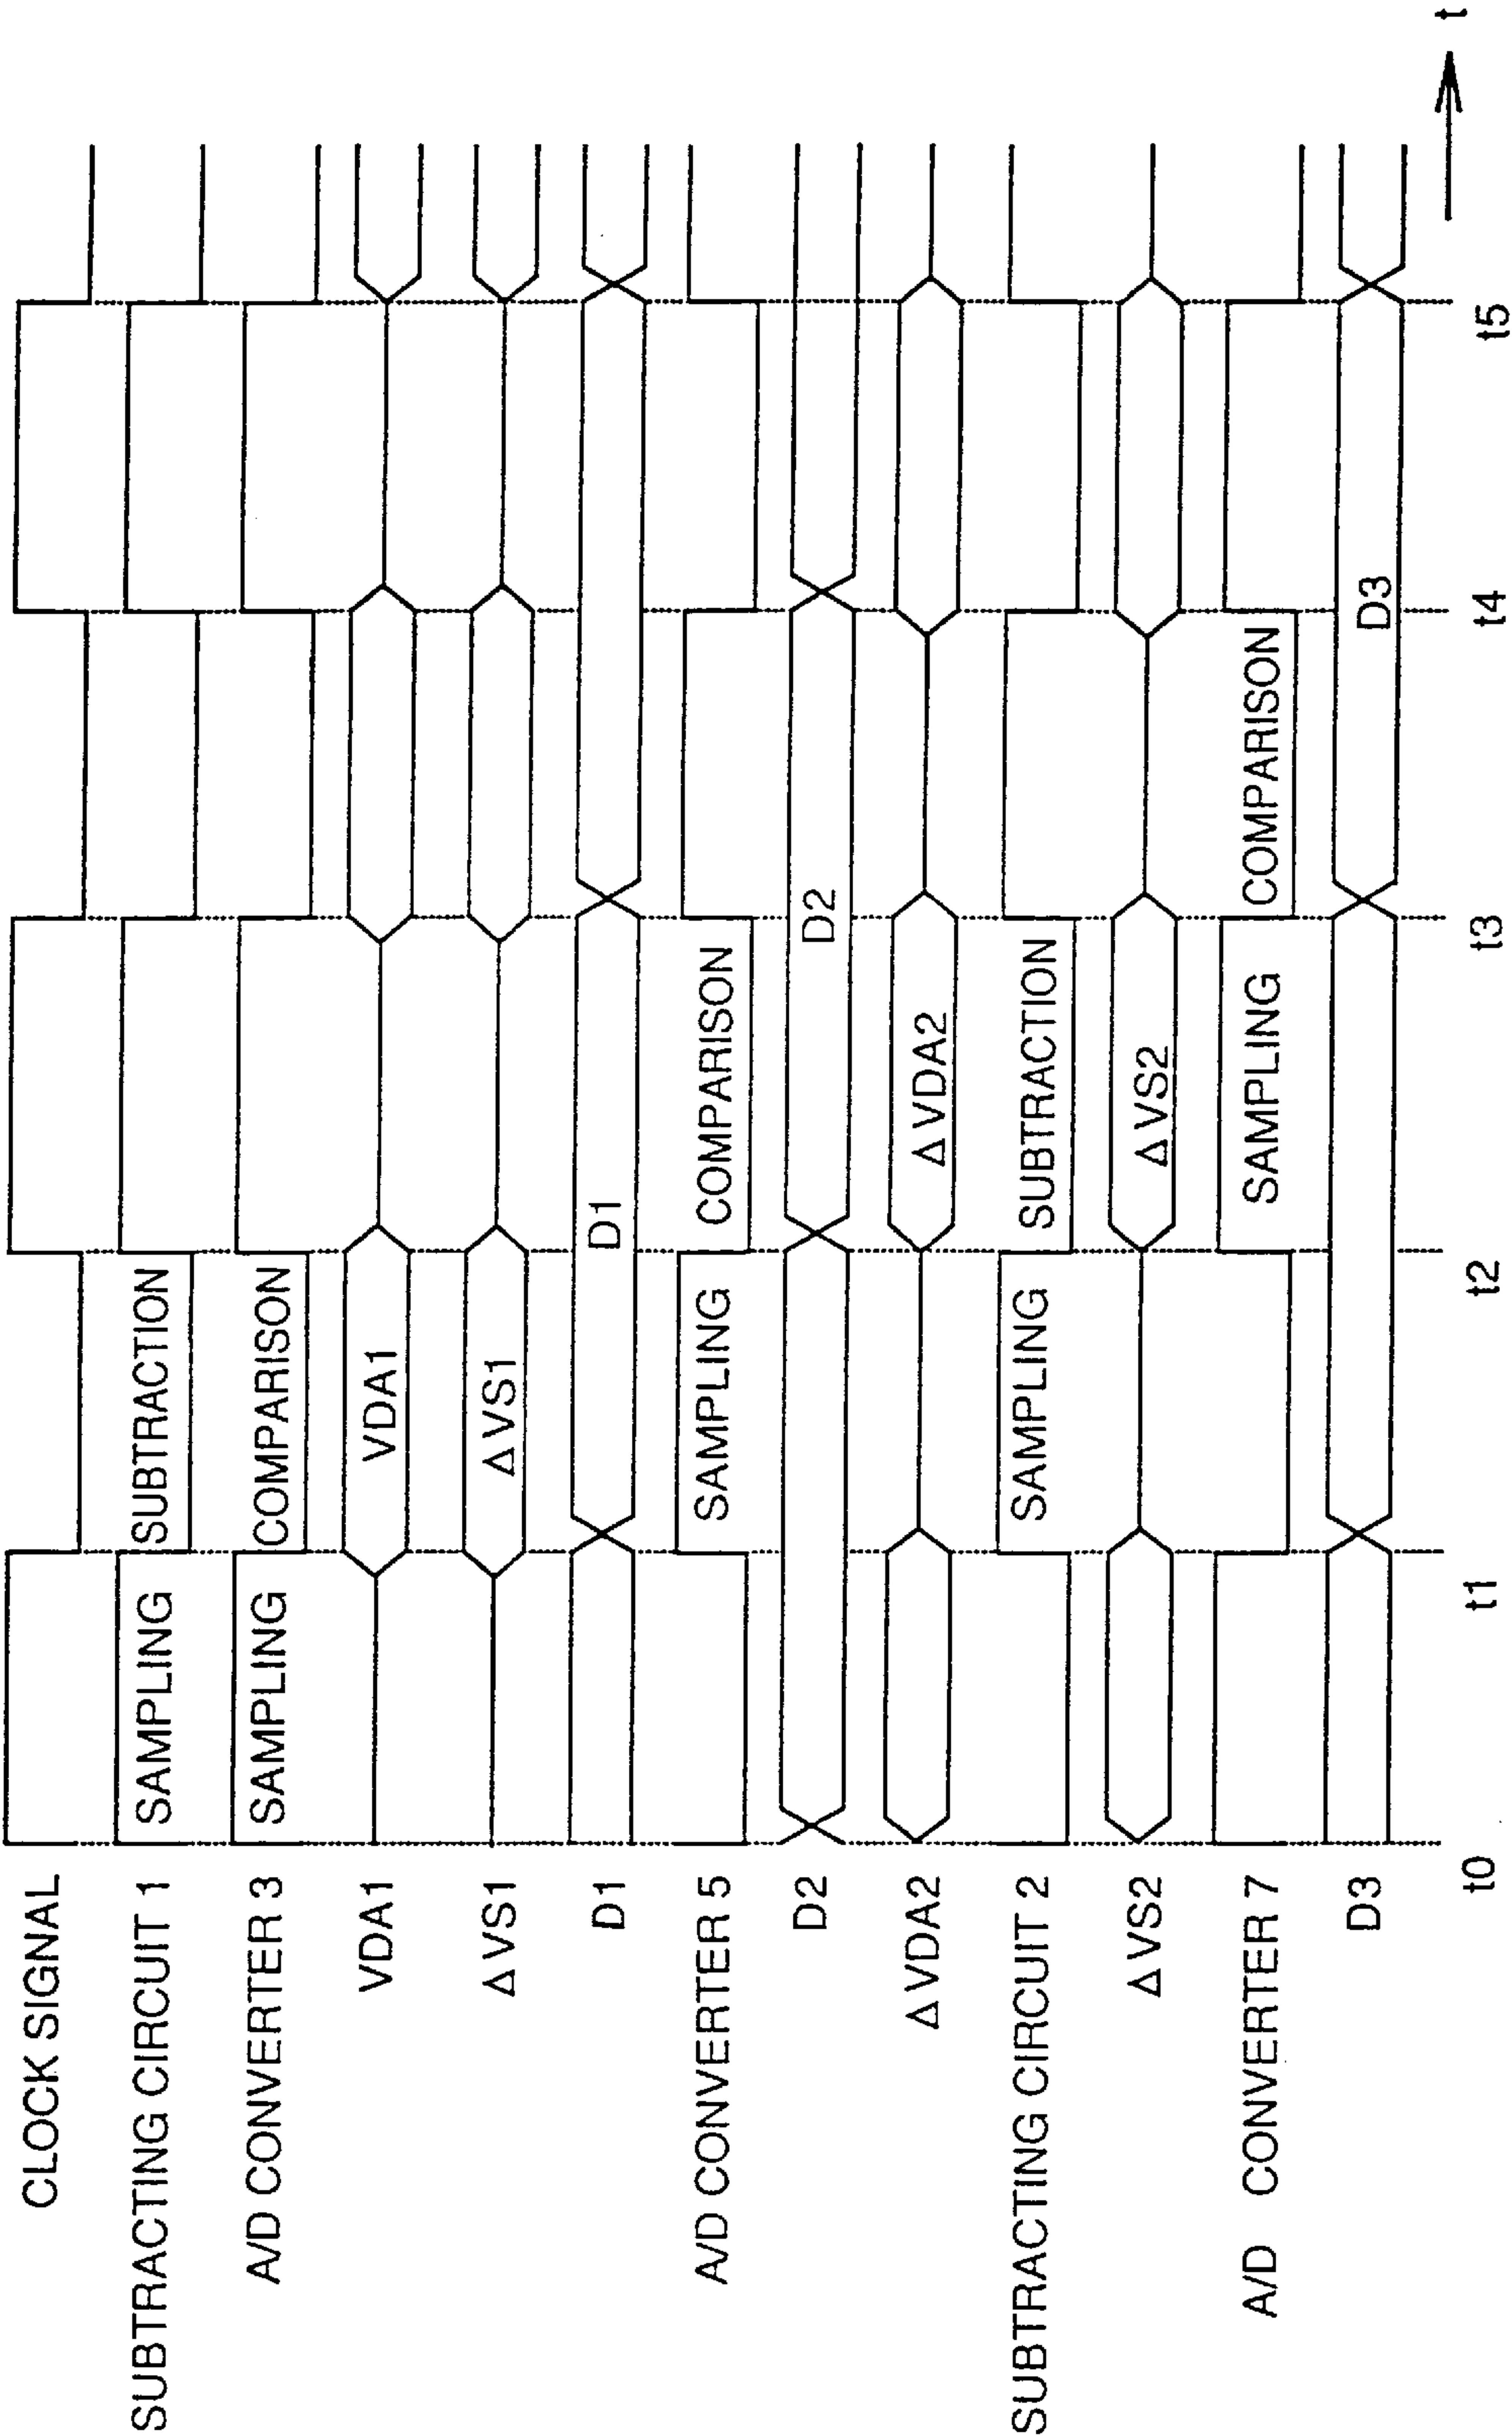 CLOCK SIGNAL
SUBTRACTING CIRCUIT 1 SAMPLING SUBTRACTION
A/D CONVERTER 3 SAMPLING COMPARISON
VDA1 VDA1
ΔVS1 ΔVS1
D1 D1
A/D CONVERTER 5 SAMPLING COMPARISON
D2 D2
ΔVDA2 ΔVDA2
SUBTRACTING CIRCUIT 2 SAMPLING SUBTRACTION
ΔVS2 ΔVS2
A/D CONVERTER 7 SAMPLING COMPARISON
D3 D3
t0 t1 t2 t3 t4 t5 t